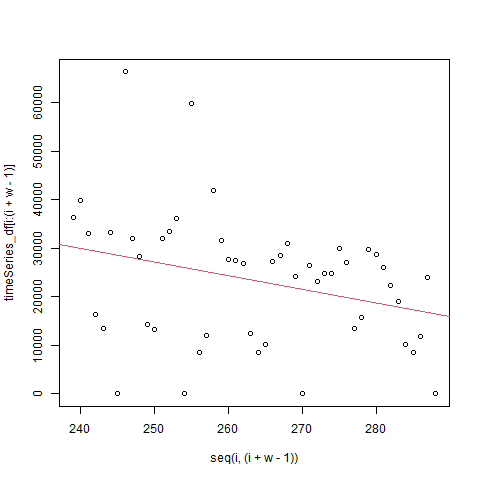 timeSeries_df[i:(i + w - 1)]
60000
50000
40000
30000
20000
10000
0
240 250 260 270 280
seq(i, (i + w - 1))